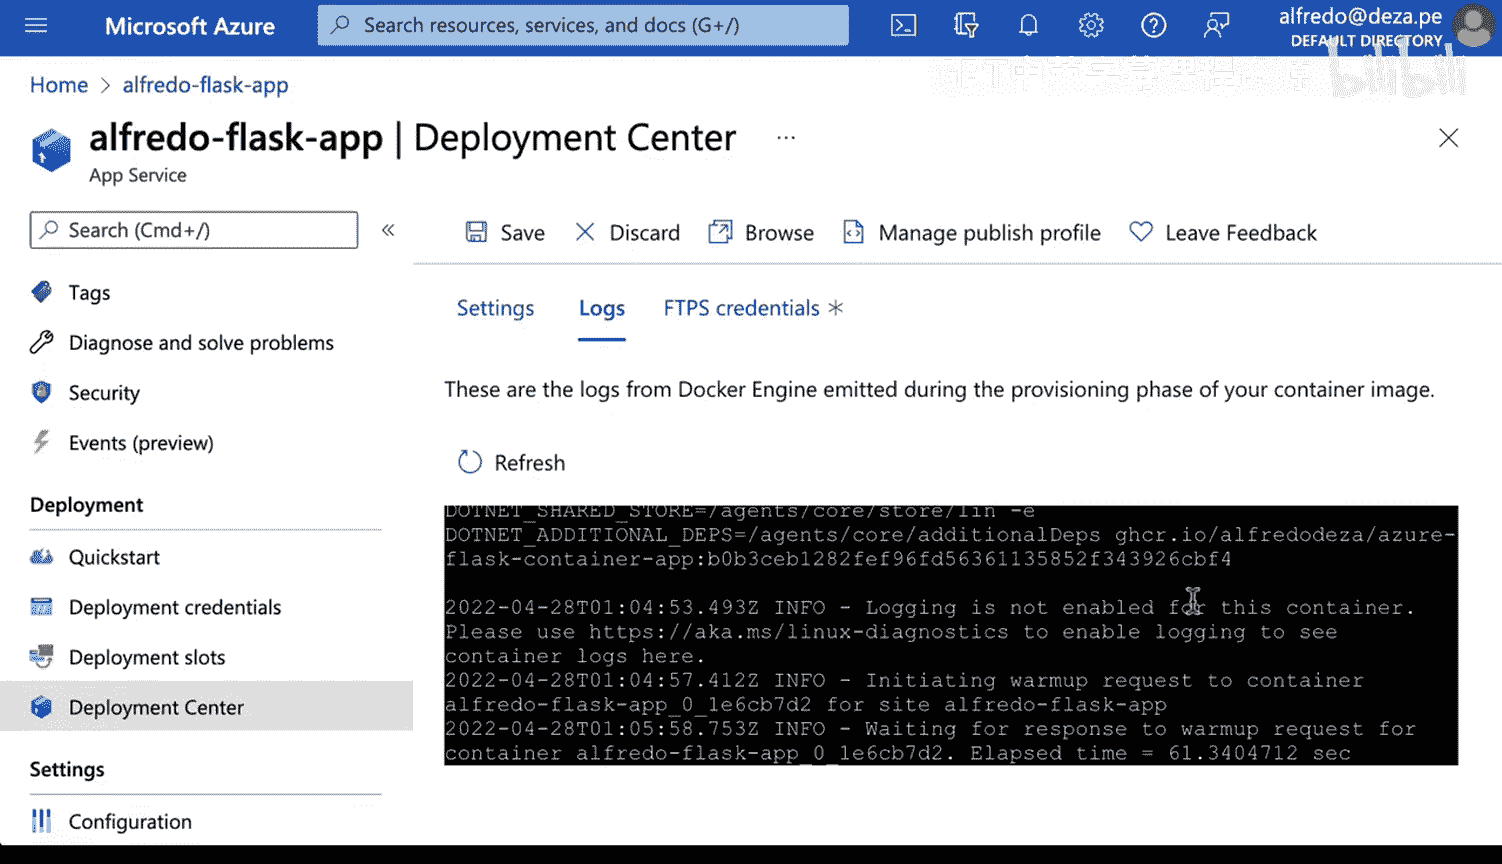 Microsoft Azure
Search resources, services, and docs (G+/)
alfredo@deza.pe
DEFAULT DIRECTORY
Home > alfredo-flask-app
bilibili
alfredo-flask-app | Deployment Center ...
App Service
Search (Cmd+/)
«
Save
Discard
Browse
Manage publish profile
Leave Feedback
Tags
Diagnose and solve problems
Security
Events (preview)
Deployment
Quickstart
Deployment credentials
Deployment slots
Deployment Center
Settings
Configuration
Settings
Logs
FTPS credentials *
These are the logs from Docker Engine emitted during the provisioning phase of your container image.
Refresh
DOTNET_SHARED_STORE=/agents/core/store/lin -e
DOTNET_ADDITIONAL_DEPS=/agents/core/additionalDeps ghcr.io/alfredodeza/azure-
flask-container-app:b0b3ceb1282fef96fd56361135852f343926cbf4
2022-04-28T01:04:53.493Z INFO - Logging is not enabled for this container.
Please use https://aka.ms/linux-diagnostics to enable logging to see
container logs here.
2022-04-28T01:04:57.412Z INFO - Initiating warmup request to container
alfredo-flask-app_0_1e6cb7d2 for site alfredo-flask-app
2022-04-28T01:05:58.753Z INFO - Waiting for response to warmup request for
container alfredo-flask-app_0_1e6cb7d2. Elapsed time = 61.3404712 sec